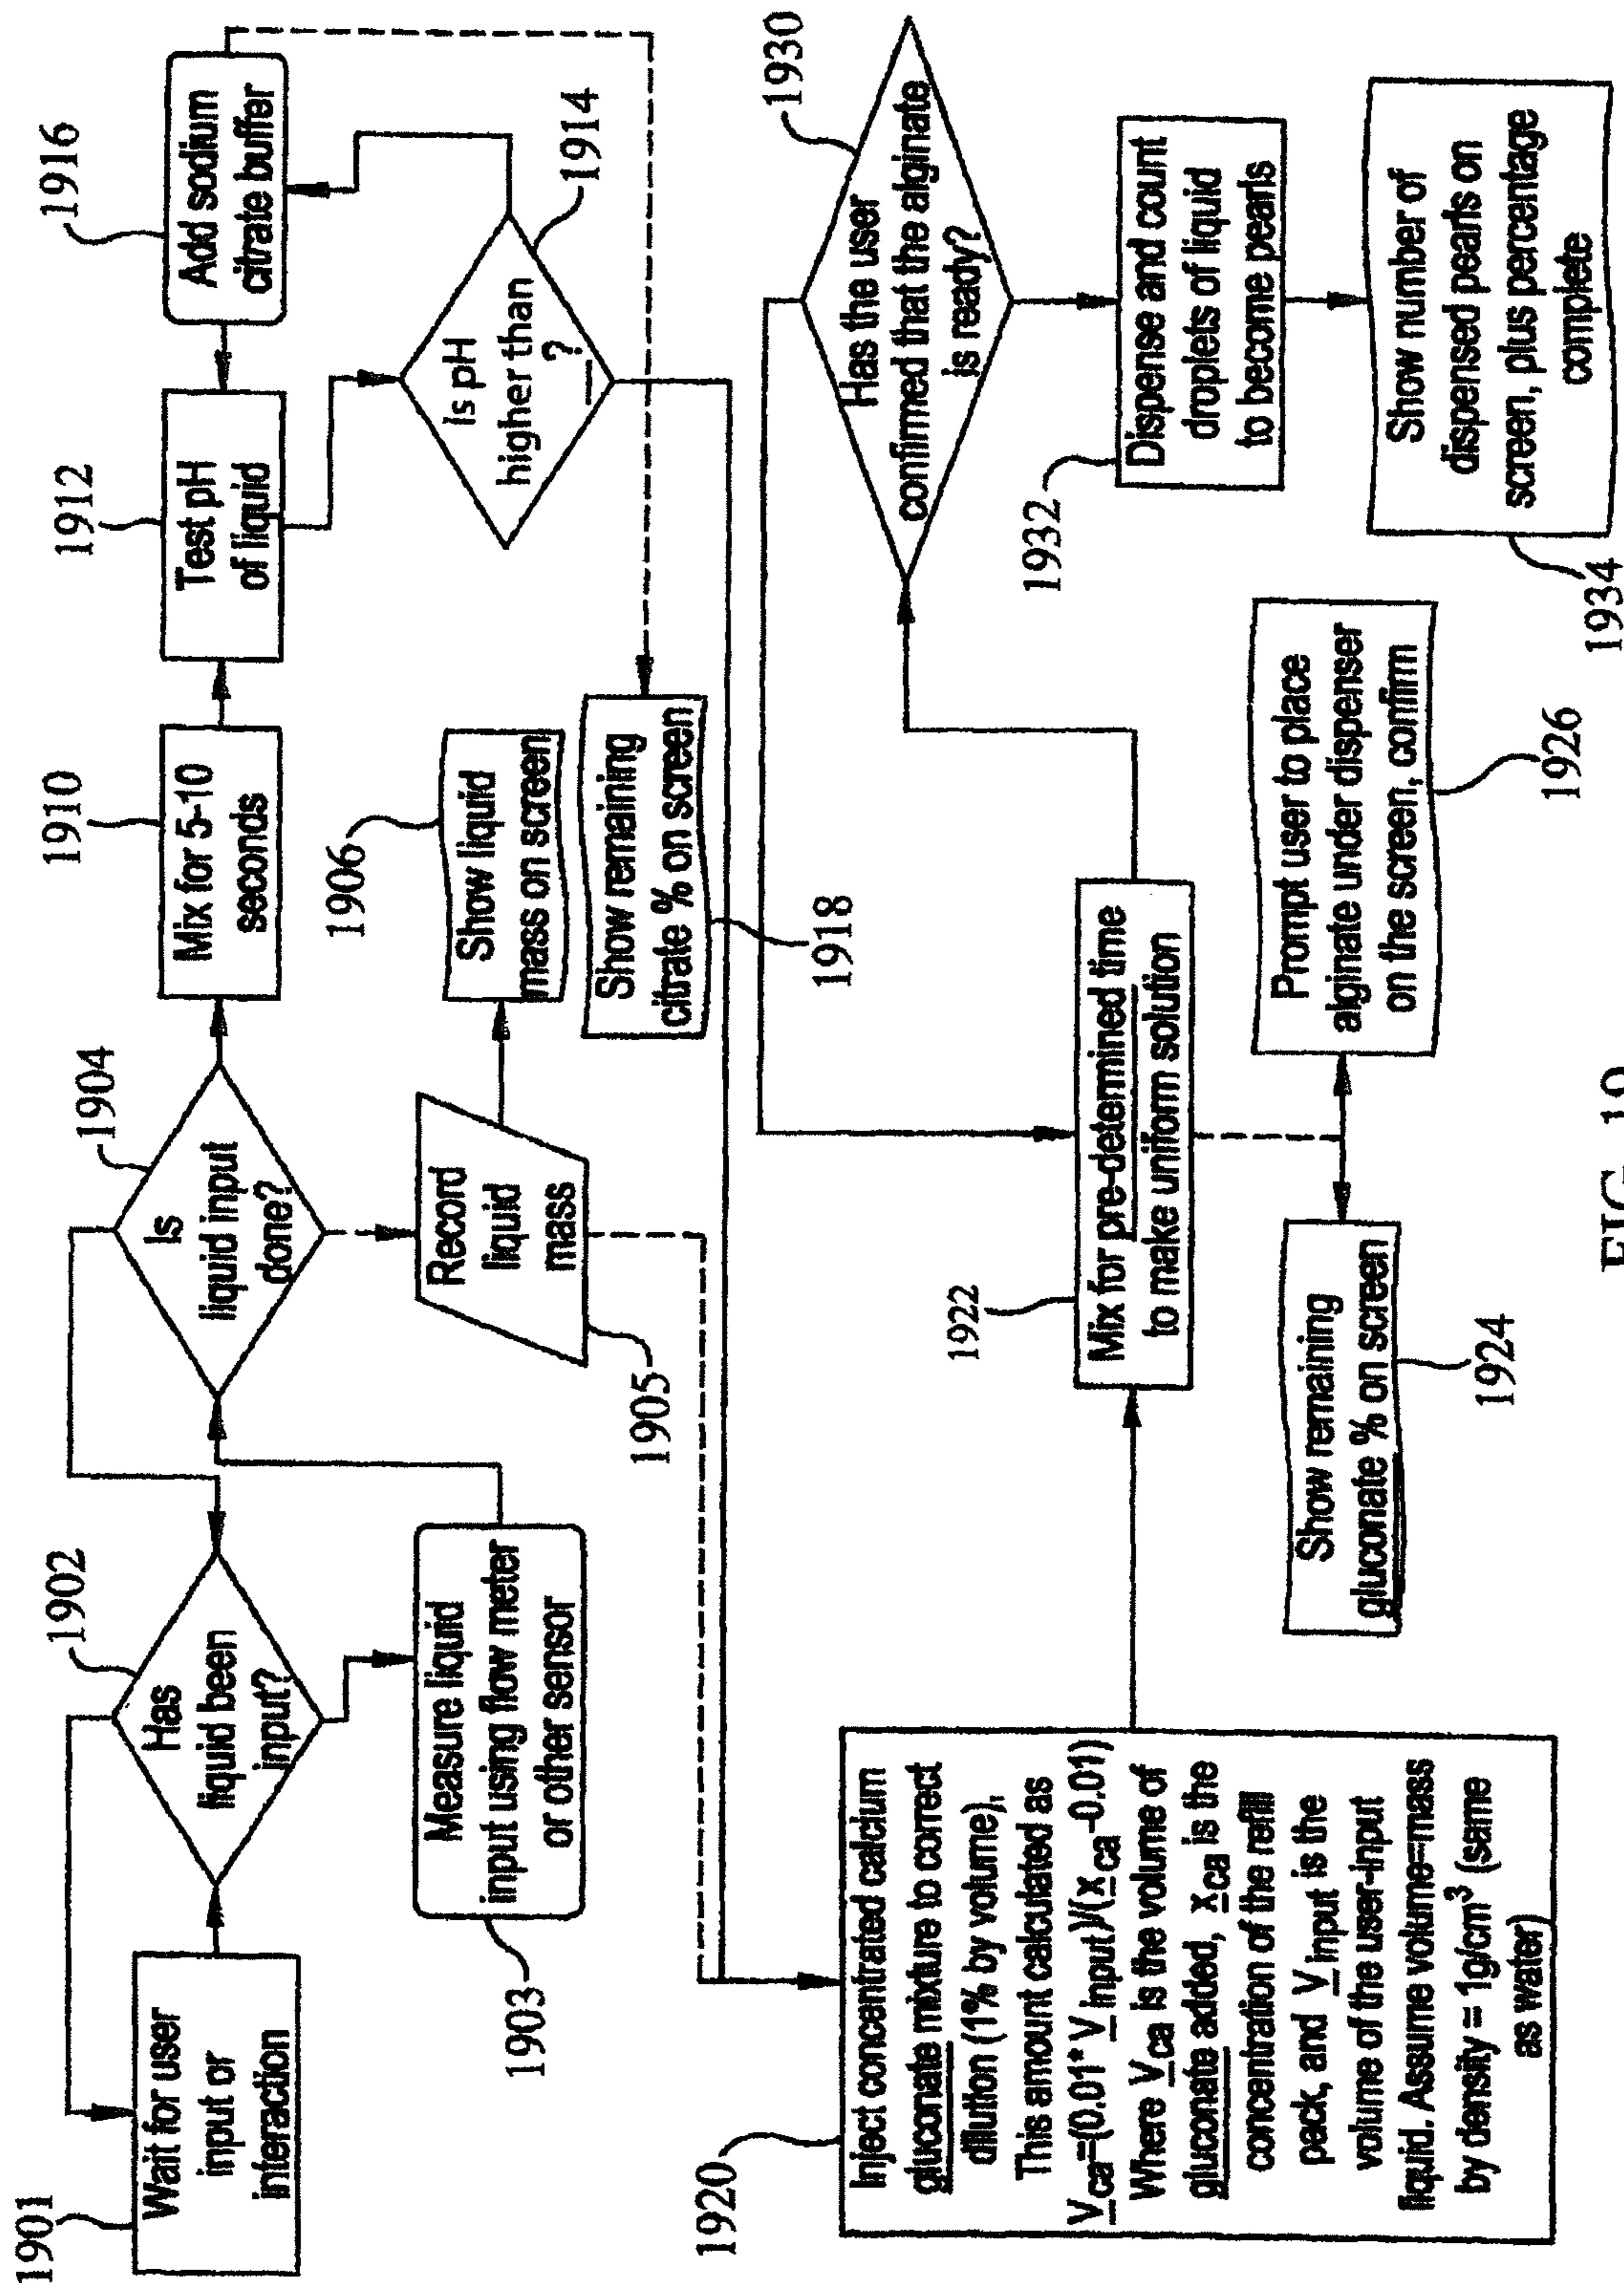 1901
Wait for user
input or
interaction
1902
Has
liquid been
input?
1903
Measure liquid
input using flow meter
or other sensor
1904
Is
liquid input
done?
1905
Record
liquid
mass
1906
Show liquid
mass on screen
1910
Mix for 5-10
seconds
1912
Test pH
of liquid
1914
Is pH
higher than
_?
1916
Add sodium
citrate buffer
1918
Show remaining
citrate % on screen
1920
Inject concentrated calcium
gluconate mixture to correct
dilution (1% by volume),
This amount calculated as
V_ca=(0.01* V_input)/(x_ca-0.01)
Where V_ca is the volume of
gluconate added, x_ca is the
concentration of the refill
pack, and V_input is the
volume of the user-input
liquid. Assume volume=mass
by density = 1g/cm³ (same
as water)
1922
Mix for pre-determined time
to make uniform solution
1924
Show remaining
gluconate % on screen
1926
Prompt user to place
alginate under dispenser
on the screen, confirm
1930
Has the user
confirmed that the alginate
is ready?
1932
Dispense and count
droplets of liquid
to become pearls
1934
Show number of
dispensed pearls on
screen, plus percentage
complete
FIG. 19